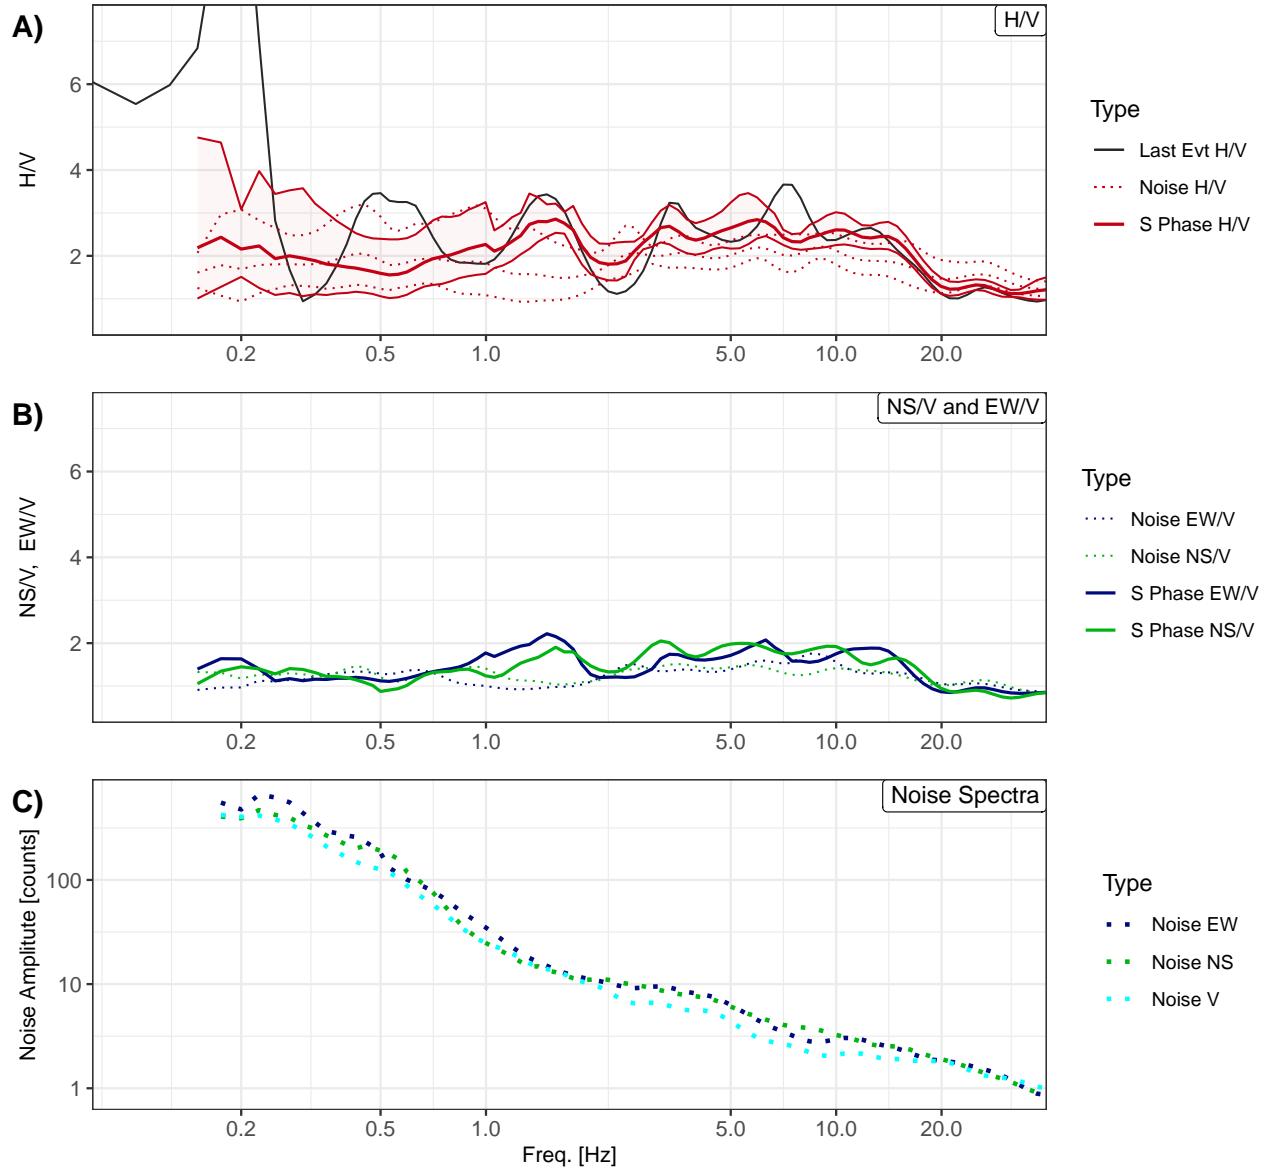 A)
H/V
6
4
2
H/V
0.2 0.5 1.0 5.0 10.0 20.0
Type
Last Evt H/V
Noise H/V
S Phase H/V
B)
NS/V and EW/V
6
4
2
NS/V, EW/V
0.2 0.5 1.0 5.0 10.0 20.0
Type
Noise EW/V
Noise NS/V
S Phase EW/V
S Phase NS/V
C)
Noise Spectra
100
10
1
Noise Amplitute [counts]
0.2 0.5 1.0 5.0 10.0 20.0
Freq. [Hz]
Type
Noise EW
Noise NS
Noise V